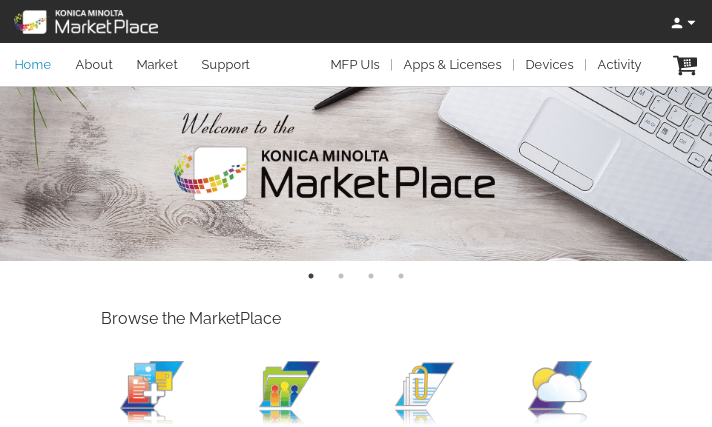 KONICA MINOLTA
MarketPlace
Home About Market Support MFP UIs Apps & Licenses Devices Activity
Welcome to the
KONICA MINOLTA
MarketPlace
Browse the MarketPlace